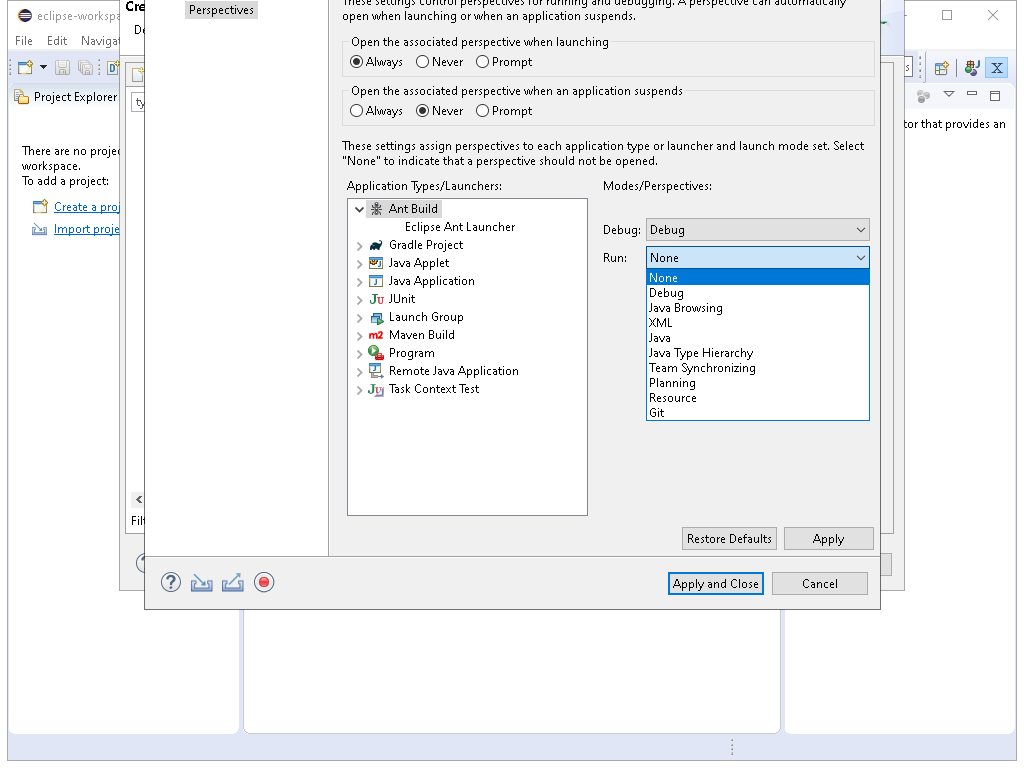 eclipse-workspa
File Edit Navigat
Project Explorer
There are no projec
workspace.
To add a project:
Create a proj
Import proje
Cre
De
ty
<
Filt
Perspectives
These settings control perspectives for running and debugging. A perspective can automatically
open when launching or when an application suspends.
Open the associated perspective when launching
Always Never Prompt
Open the associated perspective when an application suspends
Always Never Prompt
These settings assign perspectives to each application type or launcher and launch mode set. Select
"None" to indicate that a perspective should not be opened.
Application Types/Launchers:
Ant Build
Eclipse Ant Launcher
Gradle Project
Java Applet
Java Application
JUnit
Launch Group
m2 Maven Build
Program
Remote Java Application
Task Context Test
Modes/Perspectives:
Debug: Debug
Run: None
None
Debug
Java Browsing
XML
Java
Java Type Hierarchy
Team Synchronizing
Planning
Resource
Git
Restore Defaults Apply
Apply and Close Cancel
s
X
tor that provides an